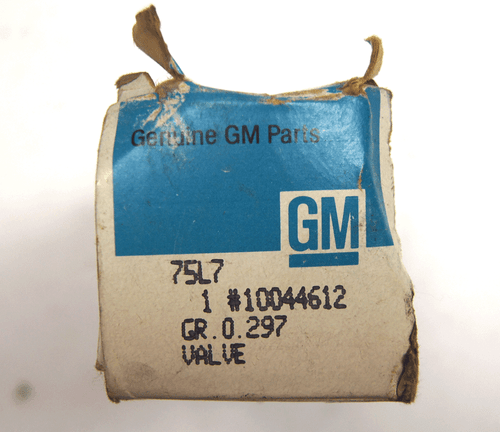 Genuine GM Parts
GM
75L7
1 #10044612
GR.0.297
VALVE